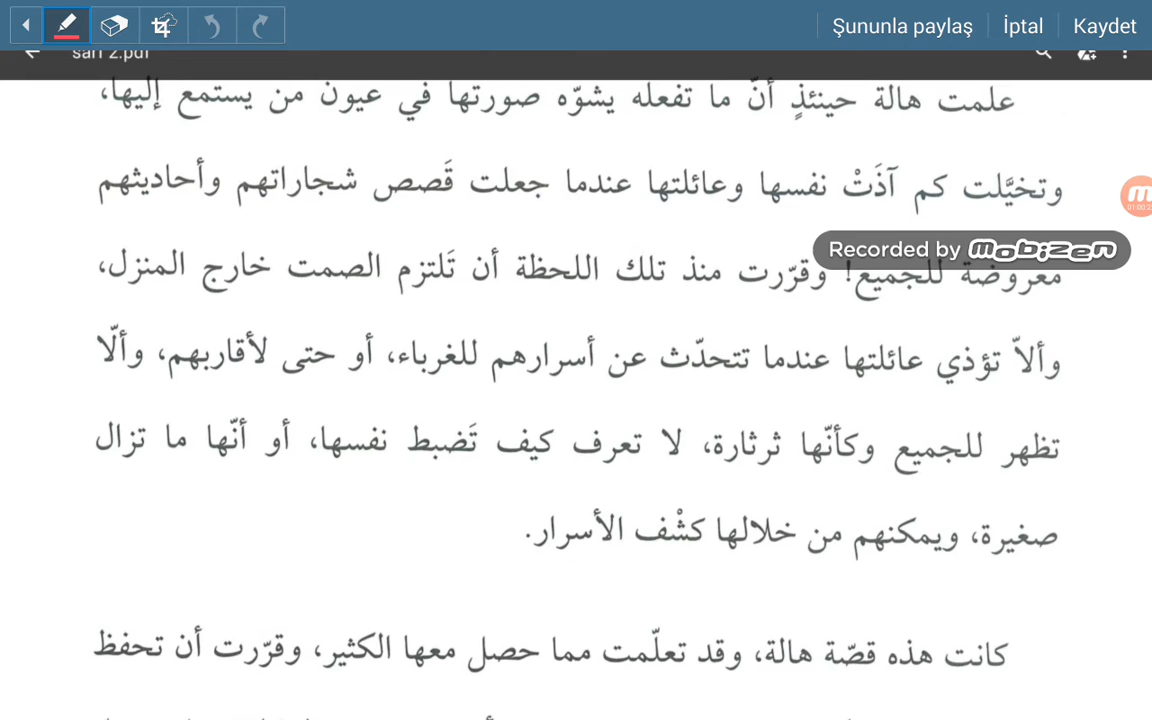 Şununla paylaş İptal Kaydet
sarf 2.pdf
علمت هالة حينئذٍ أنّ ما تفعله يشوّه صورتها في عيون من يستمع إليها،
وتخيَّلت كم آذَتْ نفسها وعائلتها عندما جعلت قَصص شجاراتهم وأحاديثهم
01:00:2
Recorded by mobizen
معروضة للجميع! وقرّرت منذ تلك اللحظة أن تَلتزم الصمت خارج المنزل،
وألاّ تؤذي عائلتها عندما تتحدّث عن أسرارهم للغرباء، أو حتى لأقاربهم، وألّا
تظهر للجميع وكأنّها ثرثارة، لا تعرف كيف تَضبط نفسها، أو أنّها ما تزال
صغيرة، ويمكنهم من خلالها كشْف الأسرار.
كانت هذه قصّة هالة، وقد تعلّمت مما حصل معها الكثير، وقرّرت أن تحفظ